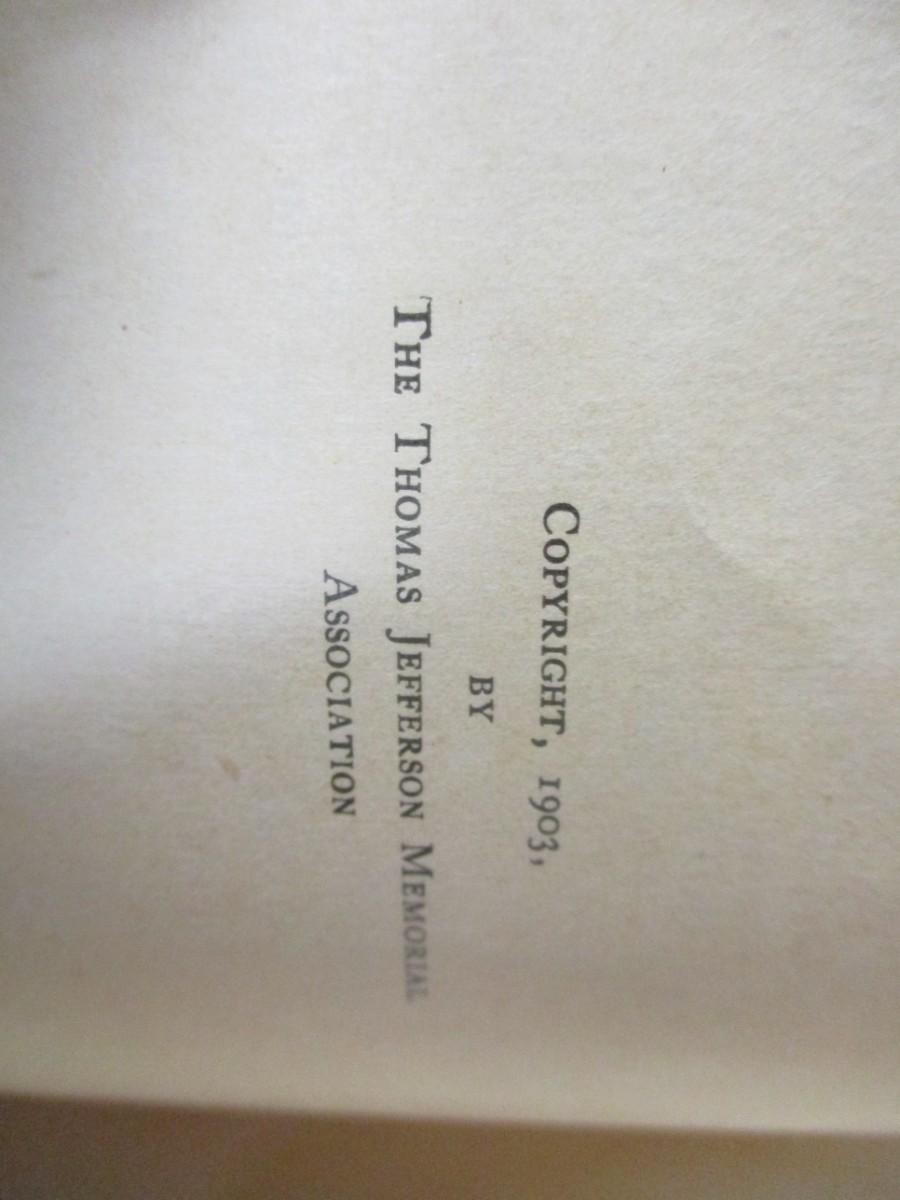 Copyright, 1903,
BY
The Thomas Jefferson Memorial
Association